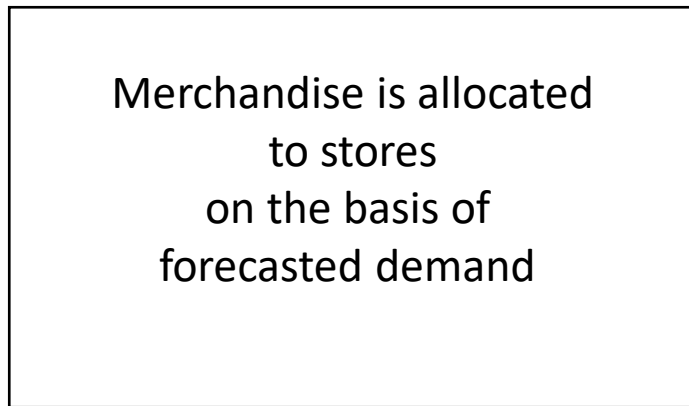 Merchandise is allocated
to stores
on the basis of
forecasted demand